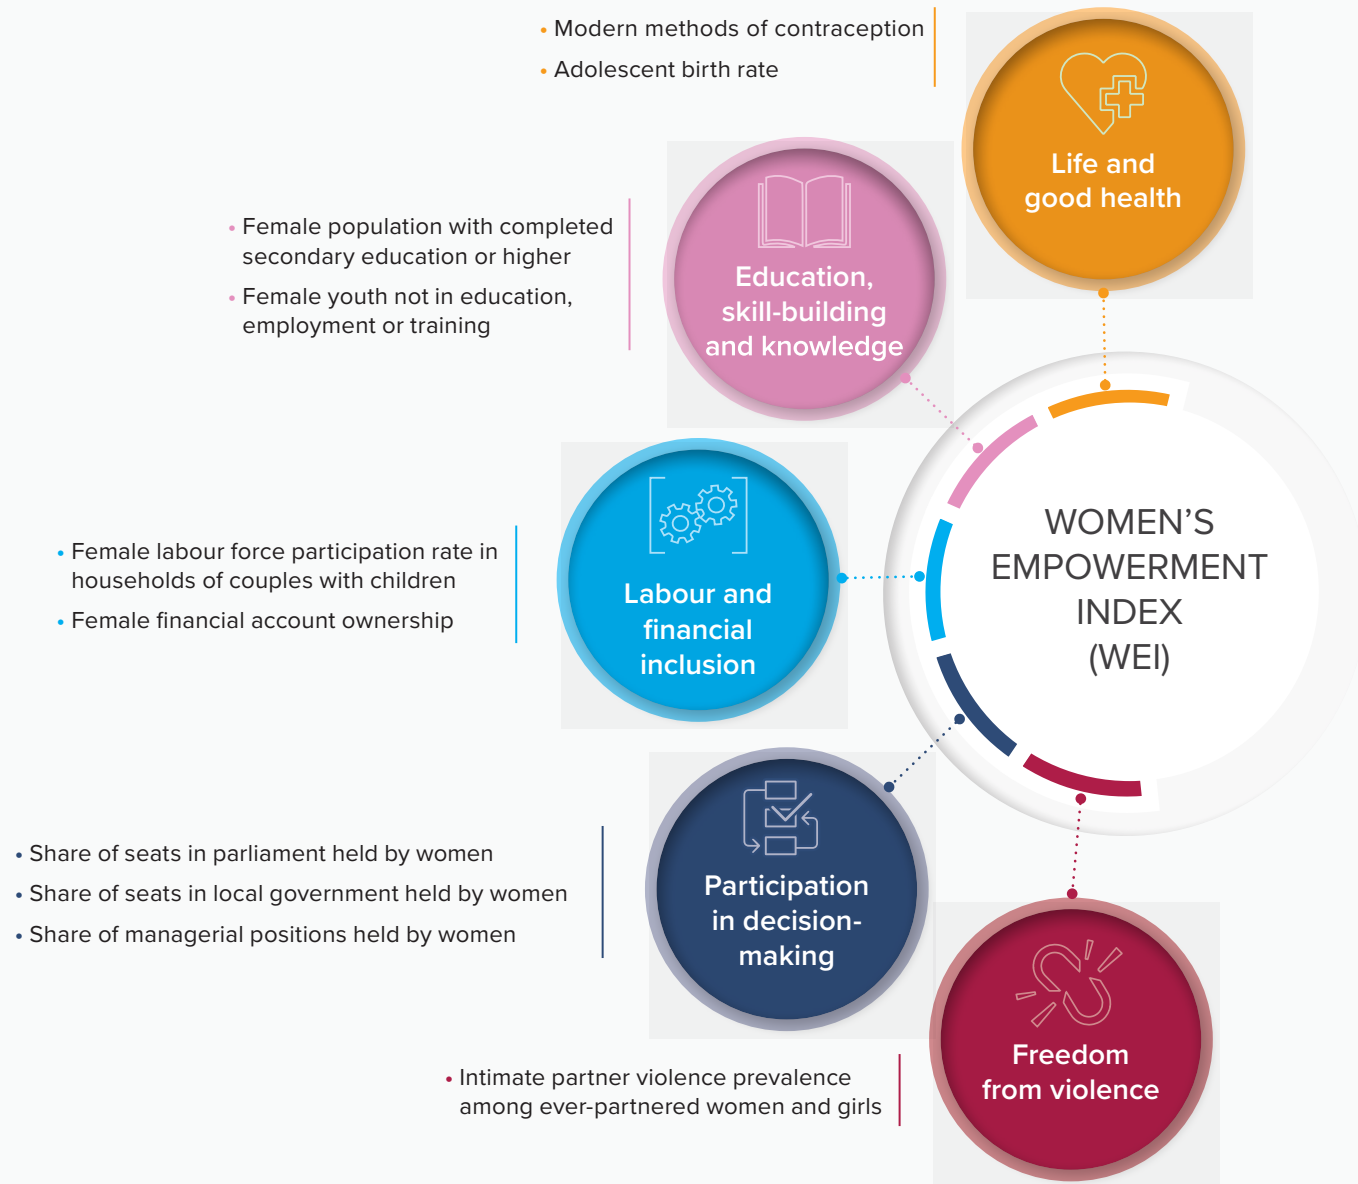 • Modern methods of contraception
• Adolescent birth rate
Life and
good health
• Female population with completed
secondary education or higher
• Female youth not in education,
employment or training
Education,
skill-building
and knowledge
• Female labour force participation rate in
households of couples with children
• Female financial account ownership
Labour and
financial
inclusion
WOMEN’S
EMPOWERMENT
INDEX
(WEI)
• Share of seats in parliament held by women
• Share of seats in local government held by women
• Share of managerial positions held by women
Participation
in decision-
making
• Intimate partner violence prevalence
among ever-partnered women and girls
Freedom
from violence